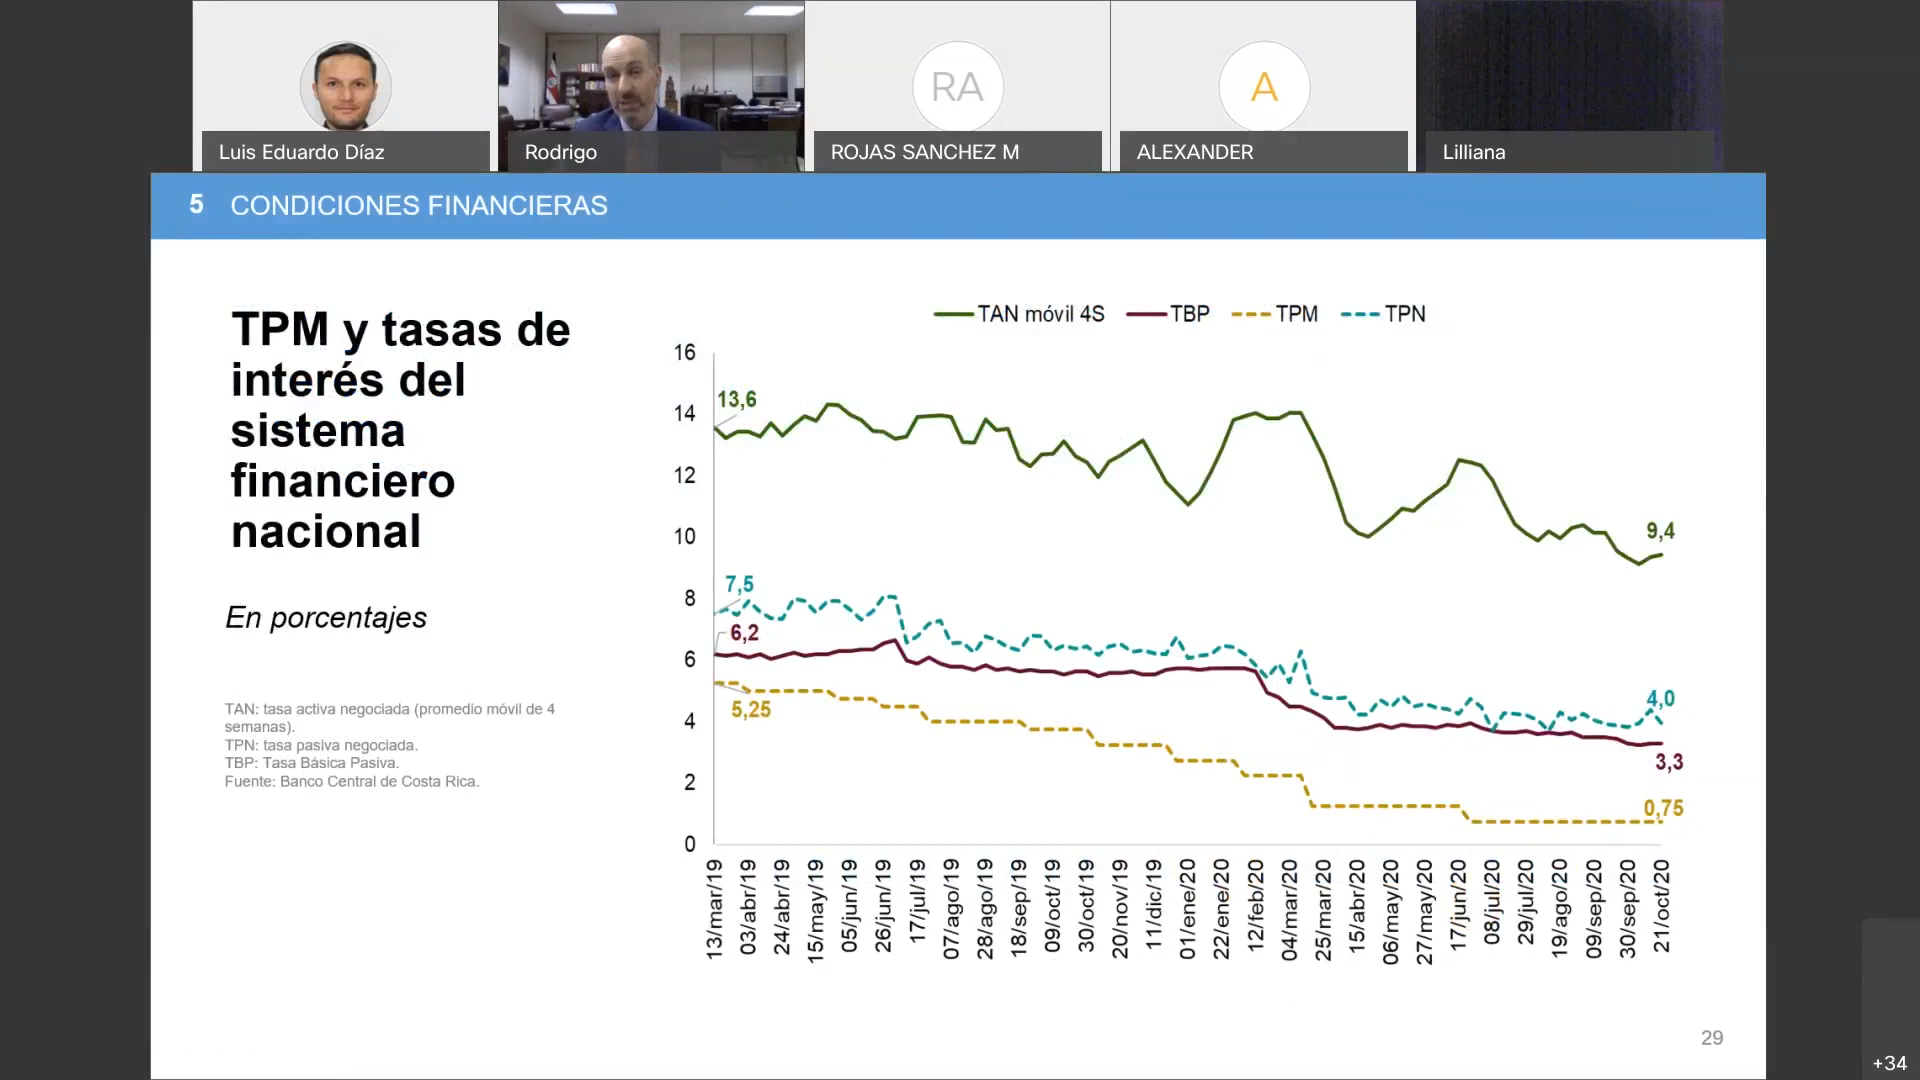 RA
A
Luis Eduardo Díaz
Rodrigo
ROJAS SANCHEZ M
ALEXANDER
Lilliana
5 CONDICIONES FINANCIERAS
TPM y tasas de
interés del
sistema
financiero
nacional
En porcentajes
TAN: tasa activa negociada (promedio móvil de 4
semanas).
TPN: tasa pasiva negociada.
TBP: Tasa Básica Pasiva.
Fuente: Banco Central de Costa Rica.
TAN móvil 4S TBP TPM TPN
16
14
12
10
8
6
4
2
0
13,6
9,4
7,5
6,2
5,25
4,0
3,3
0,75
13/mar/19
03/abr/19
24/abr/19
15/may/19
05/jun/19
26/jun/19
17/jul/19
07/ago/19
28/ago/19
18/sep/19
09/oct/19
30/oct/19
20/nov/19
11/dic/19
01/ene/20
22/ene/20
12/feb/20
04/mar/20
25/mar/20
15/abr/20
06/may/20
27/may/20
17/jun/20
08/jul/20
29/jul/20
19/ago/20
09/sep/20
30/sep/20
21/oct/20
29
+34